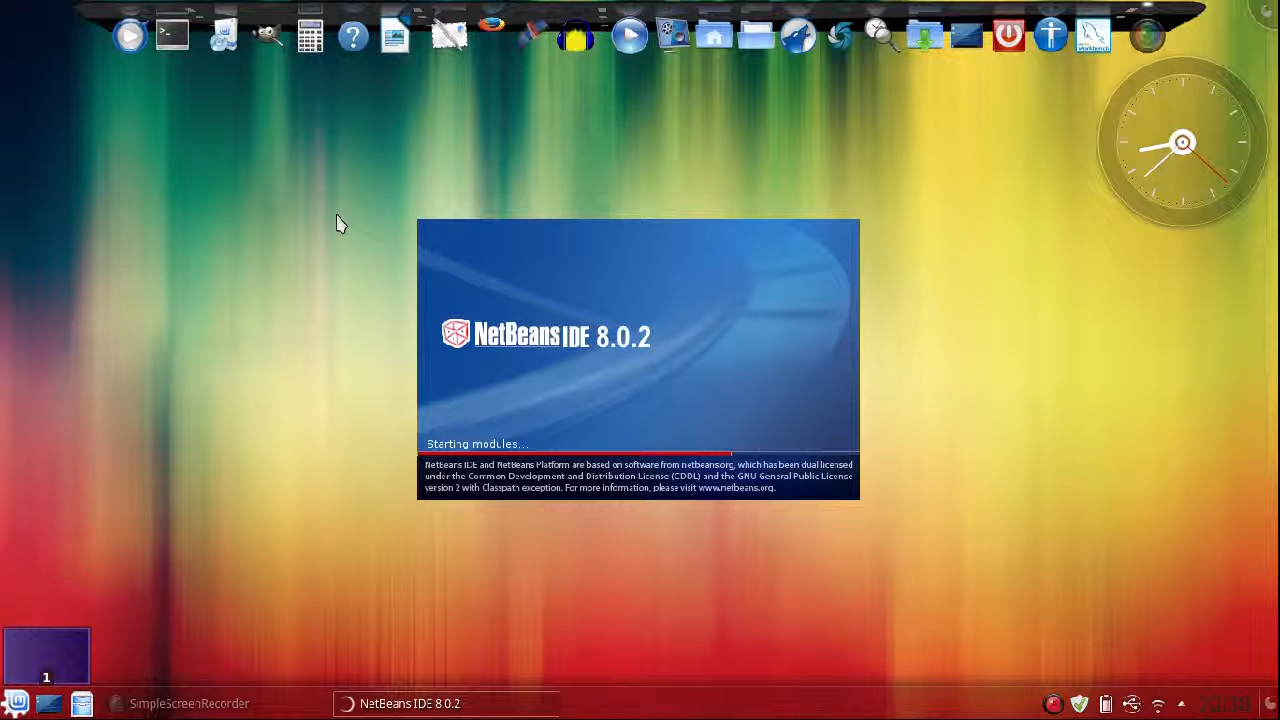 >_
Workbench
NetBeans IDE 8.0.2
Starting modules...
NetBeans IDE and NetBeans Platform are based on software from netbeans.org, which has been dual licensed
under the Common Development and Distribution License (CDDL) and the GNU General Public License
version 2 with Classpath exception. For more information, please visit www.netbeans.org.
1
SimpleScreenRecorder
NetBeans IDE 8.0.2